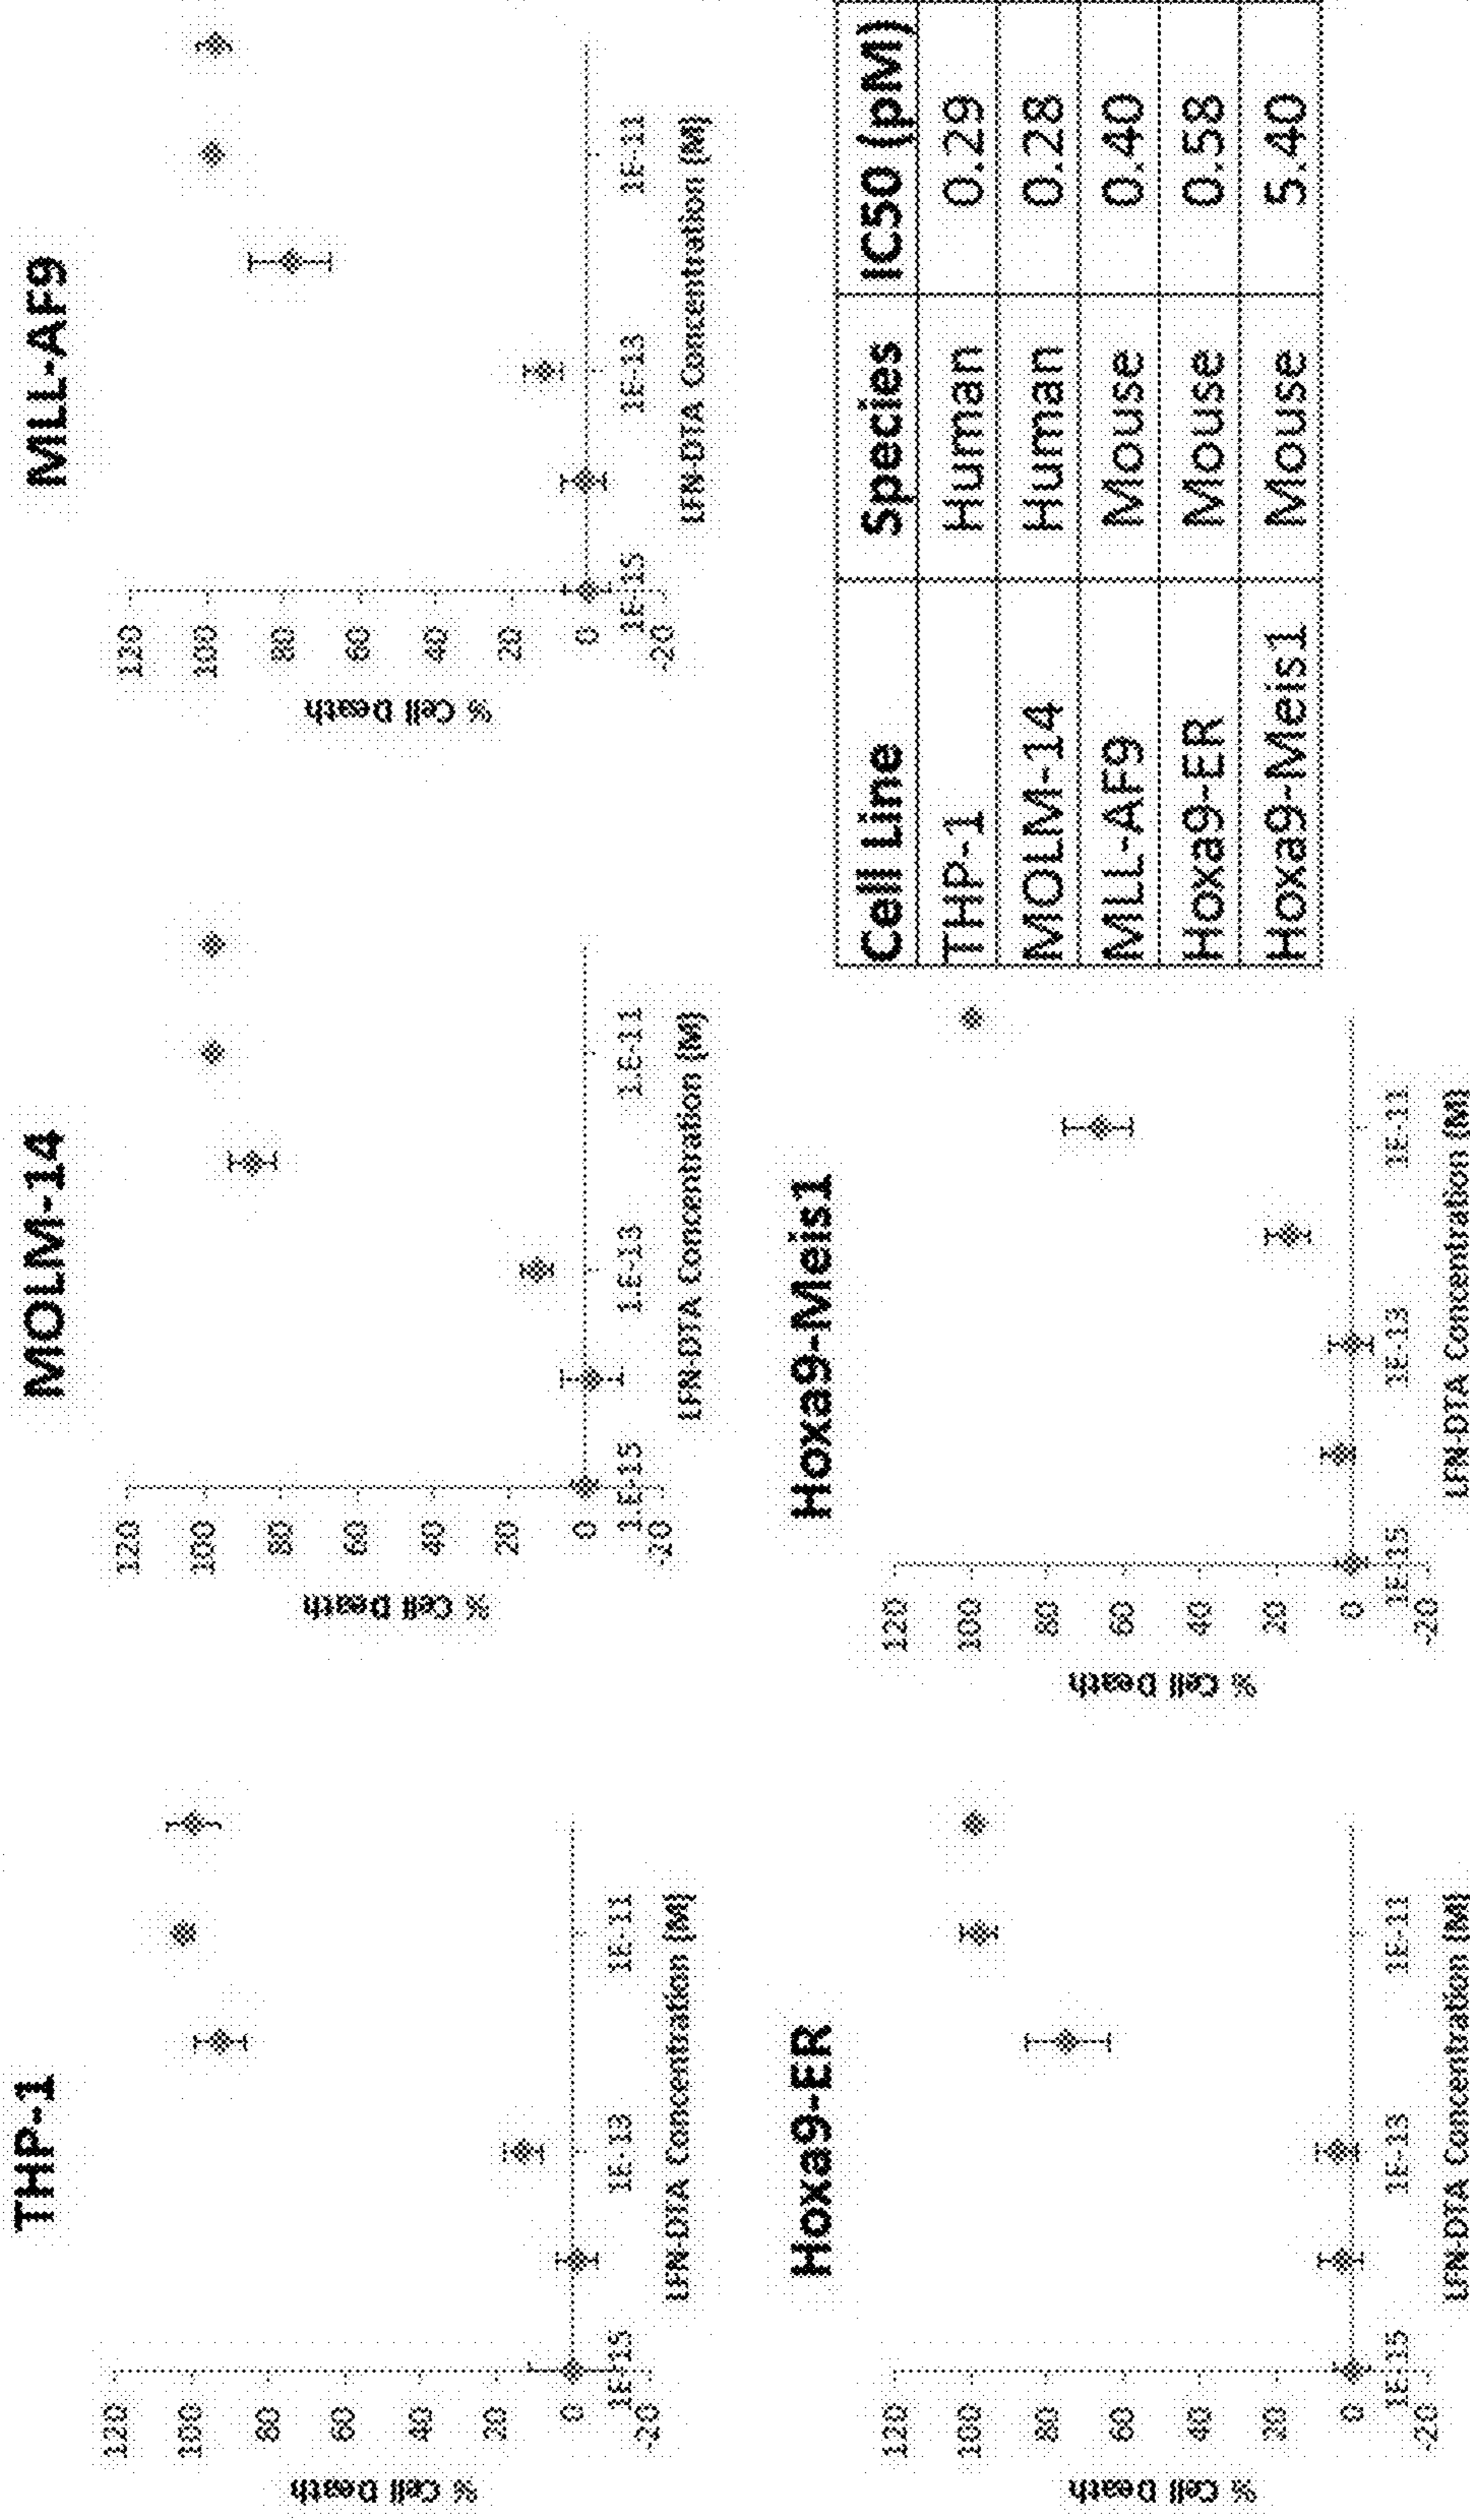 THP-1
% Cell Death
120
100
80
60
40
20
0
-20
1E-15
1E-13
1E-11
LFN-DTA Concentration [M]
MOLM-14
% Cell Death
120
100
80
60
40
20
0
-20
1.E-15
1.E-13
1.E-11
LFN-DTA Concentration [M]
MLL-AF9
% Cell Death
120
100
80
60
40
20
0
-20
1E-15
1E-13
1E-11
LFN-DTA Concentration [M]
Hoxa9-ER
% Cell Death
120
100
80
60
40
20
0
-20
1E-15
1E-13
1E-11
LFN-DTA Concentration [M]
Hoxa9-Meis1
% Cell Death
120
100
80
60
40
20
0
-20
1E-15
1E-13
1E-11
LFN-DTA Concentration [M]
Cell Line Species IC50 (pM)
THP-1 Human 0.29
MOLM-14 Human 0.28
MLL-AF9 Mouse 0.40
Hoxa9-ER Mouse 0.58
Hoxa9-Meis1 Mouse 5.40